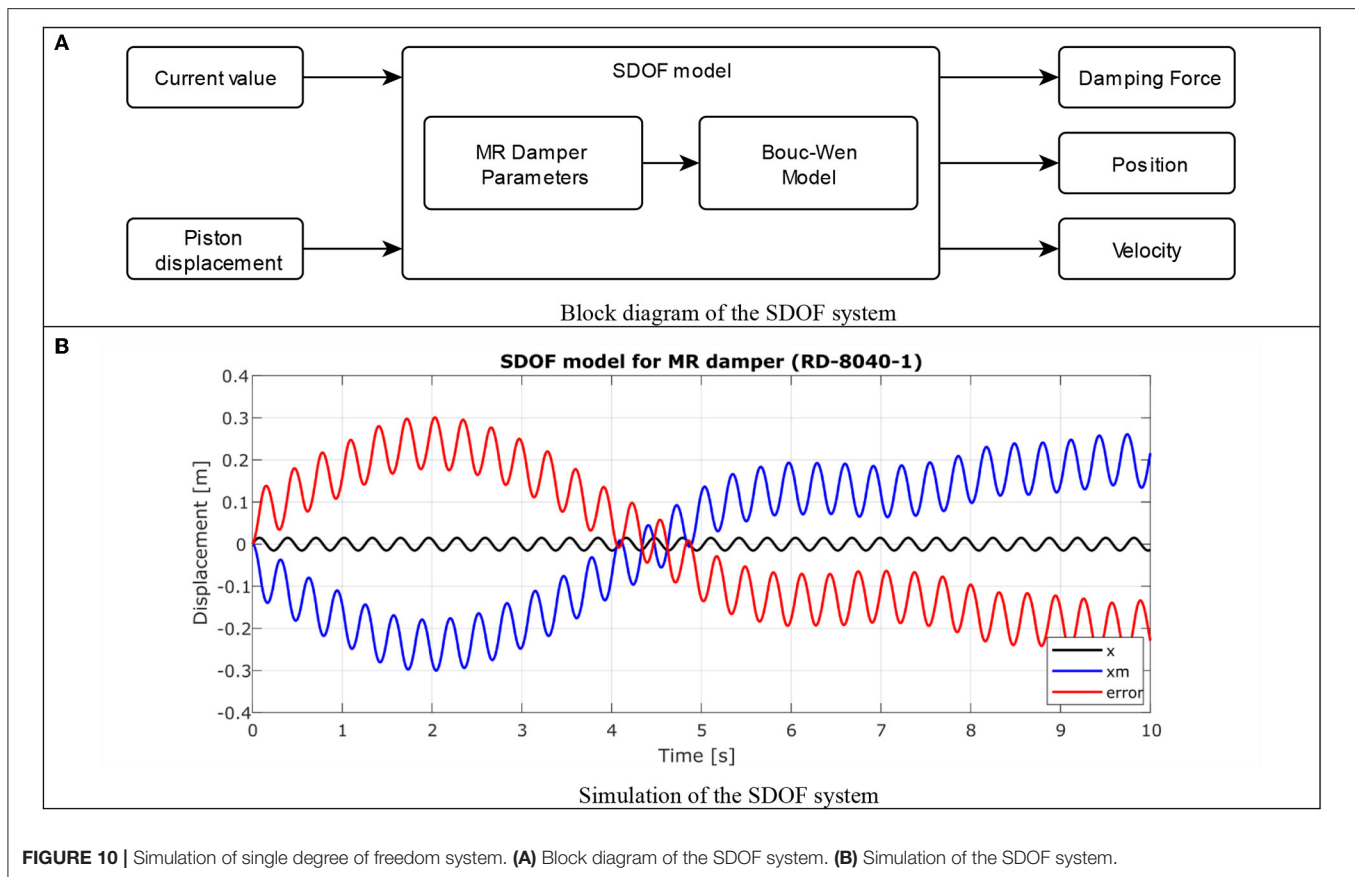 A
Current value
SDOF model
Damping Force
MR Damper
Parameters
Bouc-Wen
Model
Position
Piston
displacement
Velocity
Block diagram of the SDOF system
B
SDOF model for MR damper (RD-8040-1)
0.4
0.3
0.2
0.1
0
-0.1
-0.2
-0.3
-0.4
Displacement [m]
x
xm
error
0 1 2 3 4 5 6 7 8 9 10
Time [s]
Simulation of the SDOF system
FIGURE 10 | Simulation of single degree of freedom system. (A) Block diagram of the SDOF system. (B) Simulation of the SDOF system.